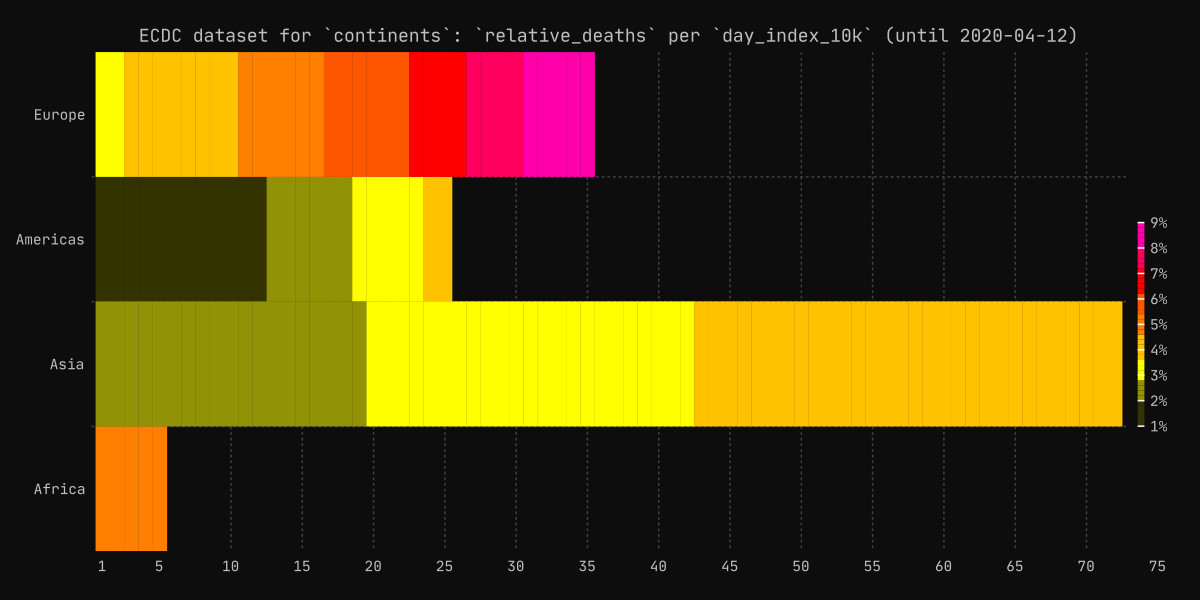 ECDC dataset for `continents`: `relative_deaths` per `day_index_10k` (until 2020-04-12)
Europe
Americas
Asia
Africa
9%
8%
7%
6%
5%
4%
3%
2%
1%
1 5 10 15 20 25 30 35 40 45 50 55 60 65 70 75